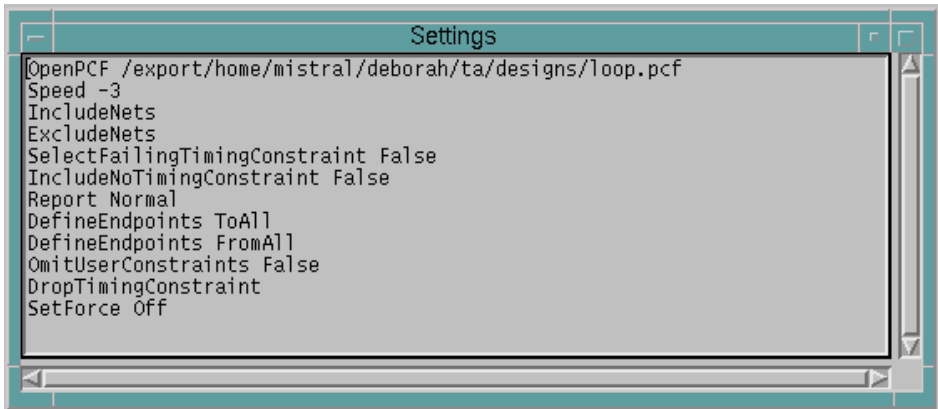 Settings
OpenPCF /export/home/mistral/deborah/ta/designs/loop.pcf
Speed -3
IncludeNets
ExcludeNets
SelectFailingTimingConstraint False
IncludeNoTimingConstraint False
Report Normal
DefineEndpoints ToAll
DefineEndpoints FromAll
OmitUserConstraints False
DropTimingConstraint
SetForce Off